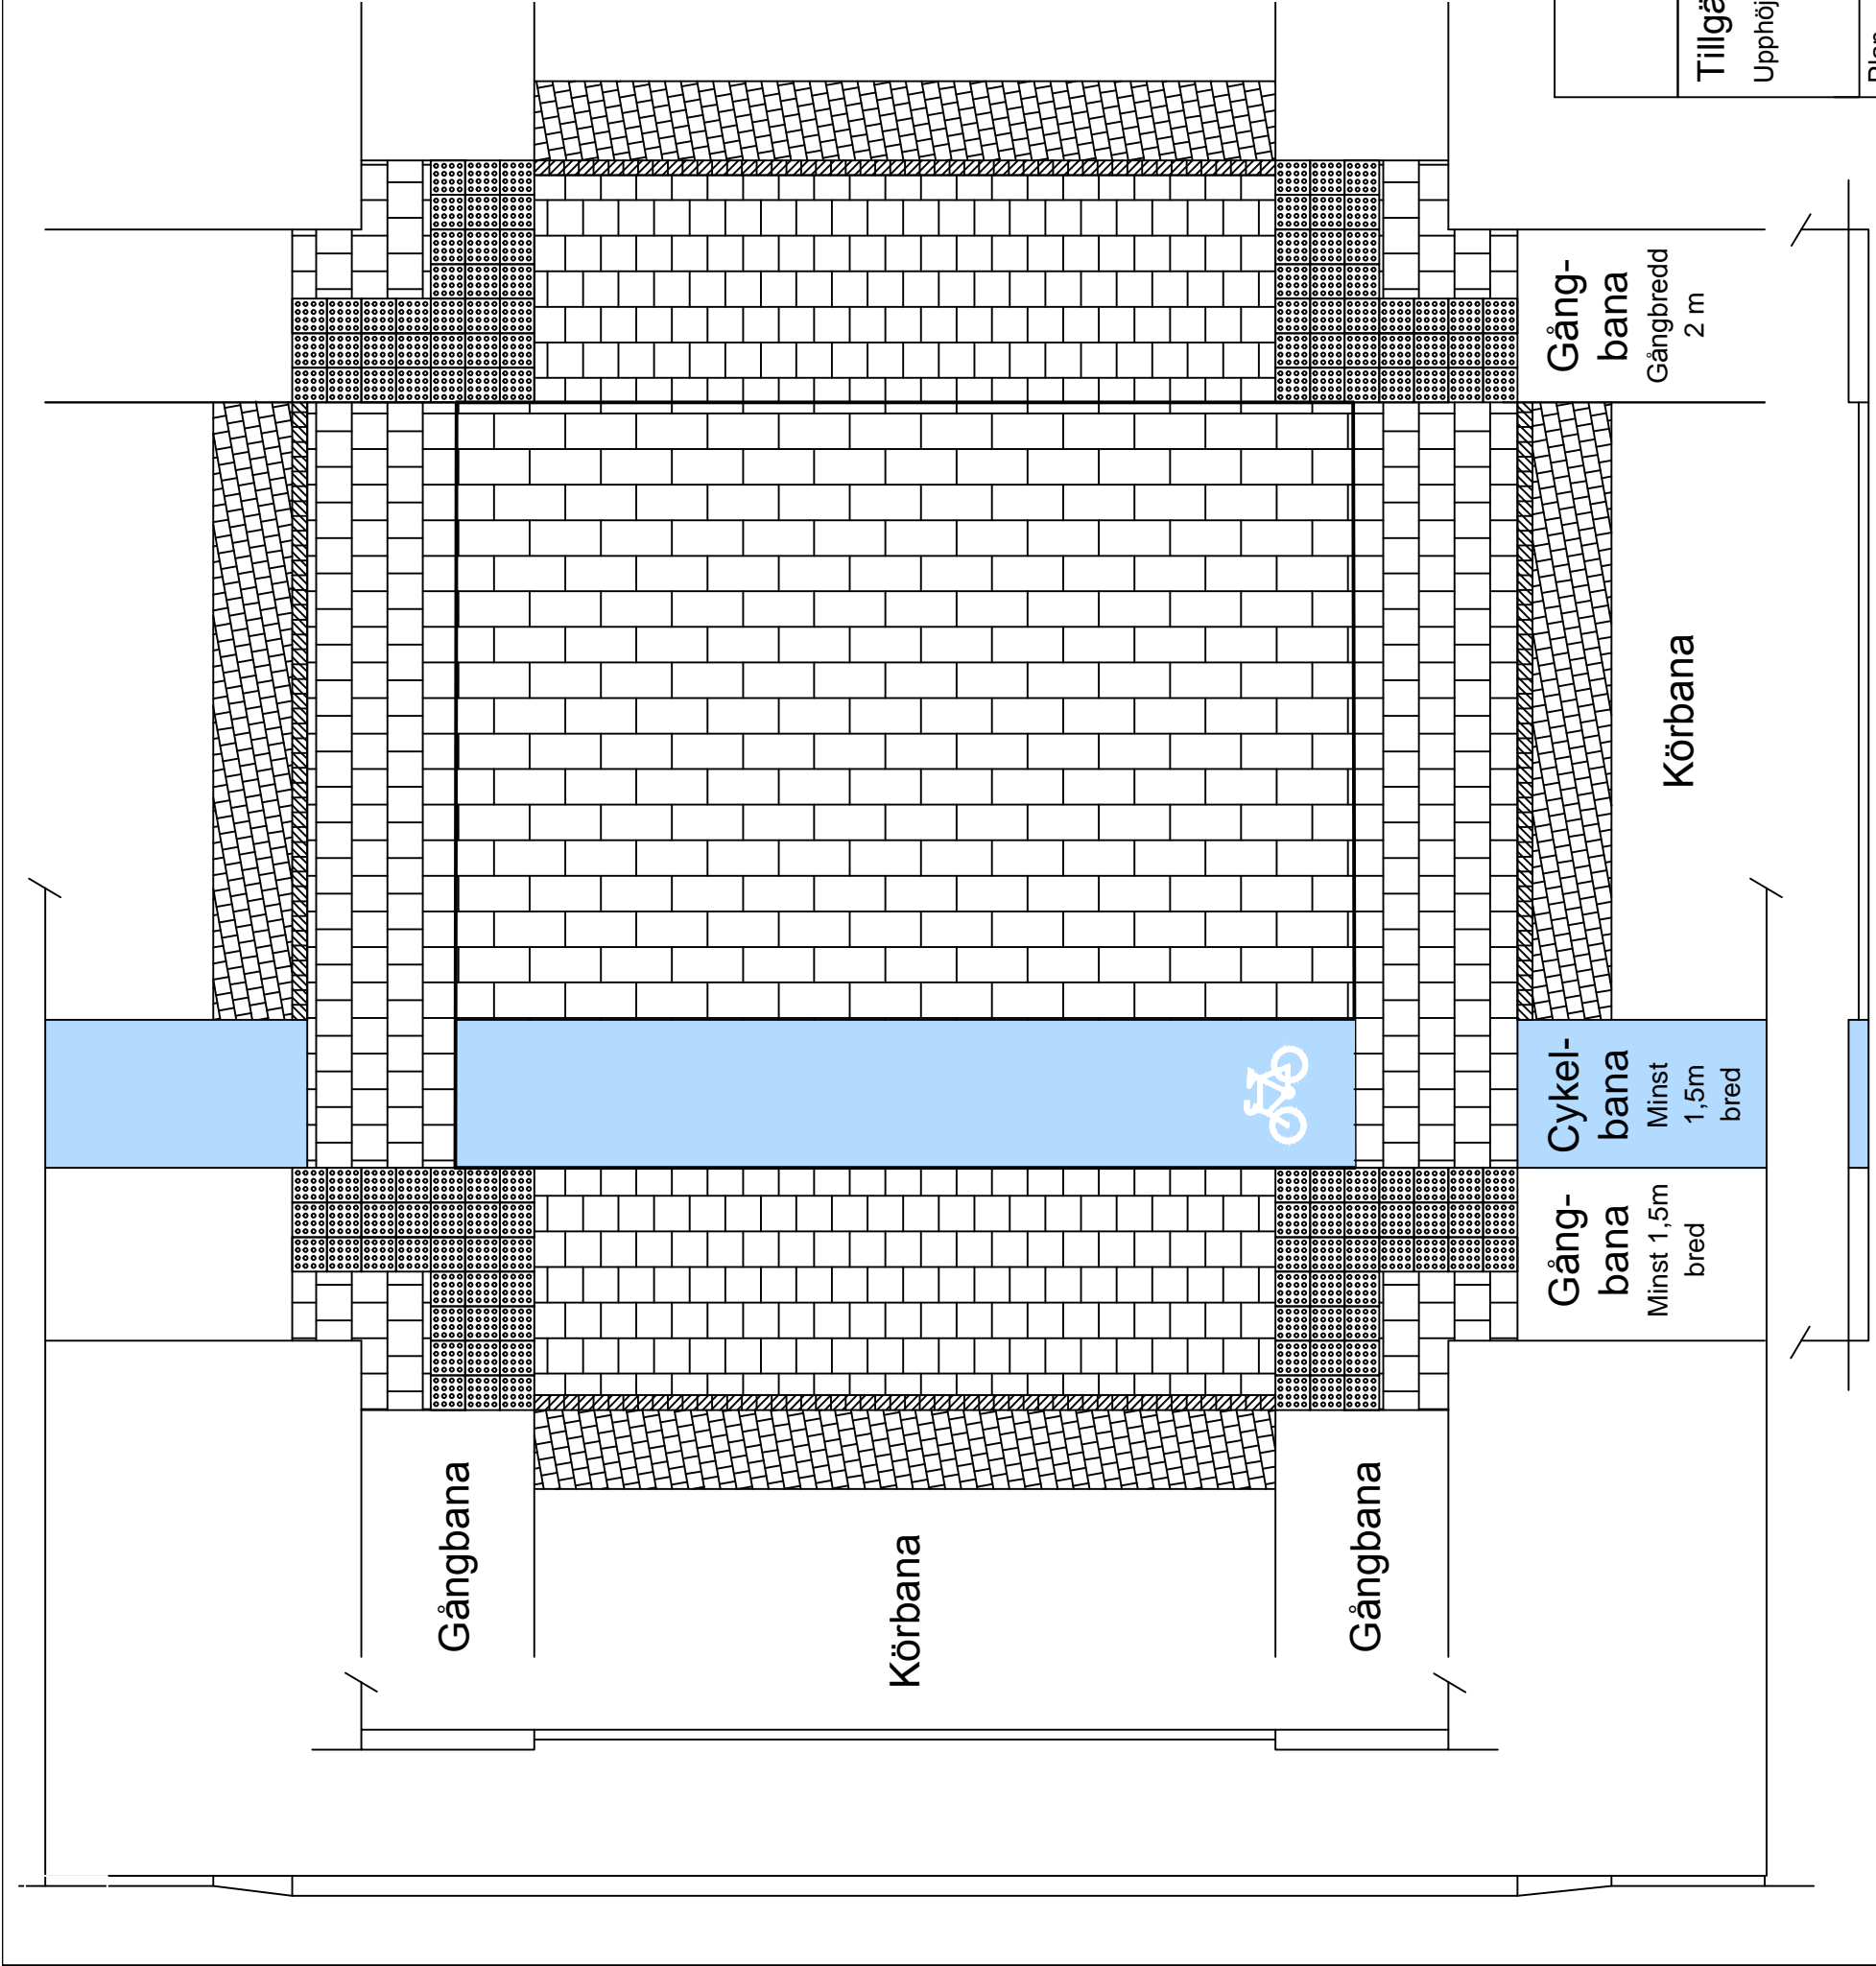 Gångbana
Körbana
Gångbana
Gång-
bana
Minst 1,5m
bred
Cykel-
bana
Minst
1,5m
bred
Körbana
Gång-
bana
Gångbredd
2 m
Tillgä
Upphöj